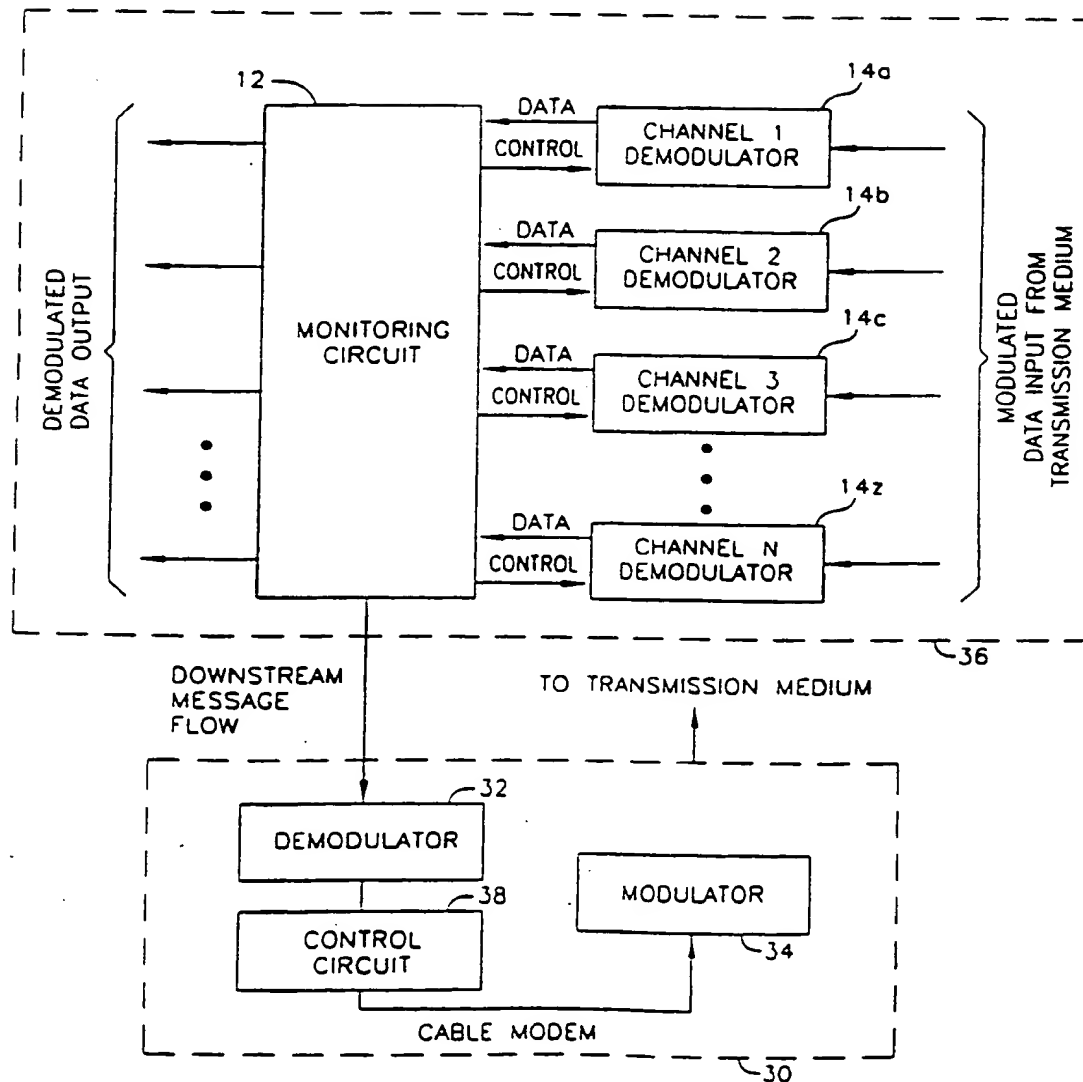 12
14a
DATA
CONTROL
CHANNEL 1
DEMODULATOR
14b
DATA
CONTROL
CHANNEL 2
DEMODULATOR
DEMODULATED
DATA OUTPUT
MONITORING
CIRCUIT
14c
DATA
CONTROL
CHANNEL 3
DEMODULATOR
MODULATED
DATA INPUT FROM
TRANSMISSION MEDIUM
14z
DATA
CONTROL
CHANNEL N
DEMODULATOR
36
DOWNSTREAM
MESSAGE
FLOW
TO TRANSMISSION MEDIUM
32
DEMODULATOR
38
CONTROL
CIRCUIT
MODULATOR
34
CABLE MODEM
30